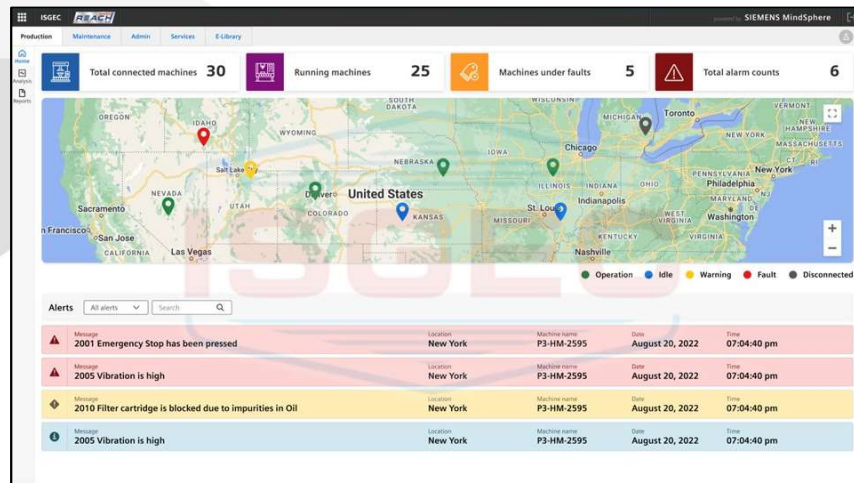 ISGEC REACH powered by SIEMENS MindSphere
Production Maintenance Admin Services E-Library
Home
Analysis
Reports
Total connected machines 30
Running machines 25
Machines under faults 5
Total alarm counts 6
OREGON
IDAHO
WYOMING
SOUTH DAKOTA
WISCONSIN
MICHIGAN
Toronto
VERMONT
NEW HAMPSHIRE
NEW YORK
MASSACHUSETTS
CT RI
IOWA
Chicago
NEBRASKA
Salt Lake City
NEVADA
UTAH
Denver
COLORADO
United States
KANSAS
ILLINOIS
INDIANA
OHIO
Indianapolis
PENNSYLVANIA
New York
Philadelphia
MARYLAND
NJ
DE
Washington
WEST VIRGINIA
VIRGINIA
St. Louis
MISSOURI
KENTUCKY
Nashville
Sacramento
San Jose
CALIFORNIA
Las Vegas
n Francisco
Operation Idle Warning Fault Disconnected
ISGEC
Alerts All alerts Search
Message Location Machine name Date Time
2001 Emergency Stop has been pressed New York P3-HM-2595 August 20, 2022 07:04:40 pm
Message Location Machine name Date Time
2005 Vibration is high New York P3-HM-2595 August 20, 2022 07:04:40 pm
Message Location Machine name Date Time
2010 Filter cartridge is blocked due to impurities in Oil New York P3-HM-2595 August 20, 2022 07:04:40 pm
Message Location Machine name Date Time
2005 Vibration is high New York P3-HM-2595 August 20, 2022 07:04:40 pm